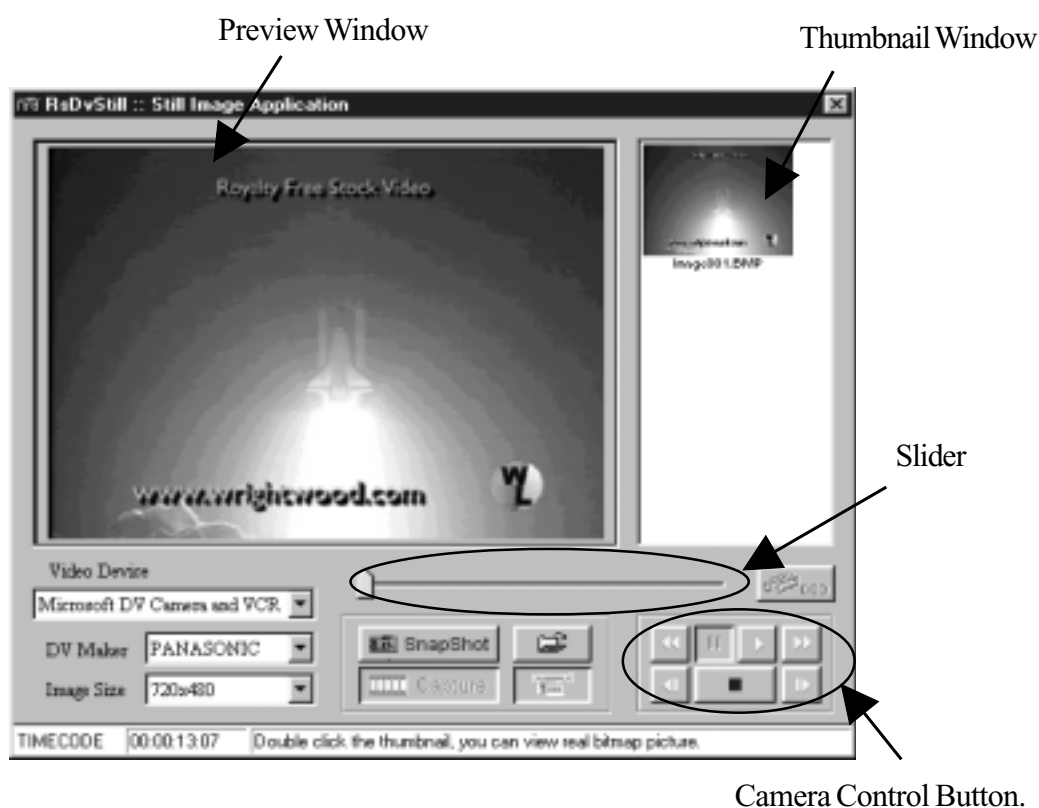 Preview Window
Thumbnail Window
RsDvStill :: Still Image Application
Royalty Free Stock Video
www.wrightwood.com
WL
Image001.BMP
Slider
Video Device
Microsoft DV Camera and VCR
DV Maker PANASONIC
Image Size 720x480
SnapShot
Capture
TIMECODE 00:00:13:07 Double click the thumbnail, you can view real bitmap picture.
Camera Control Button.